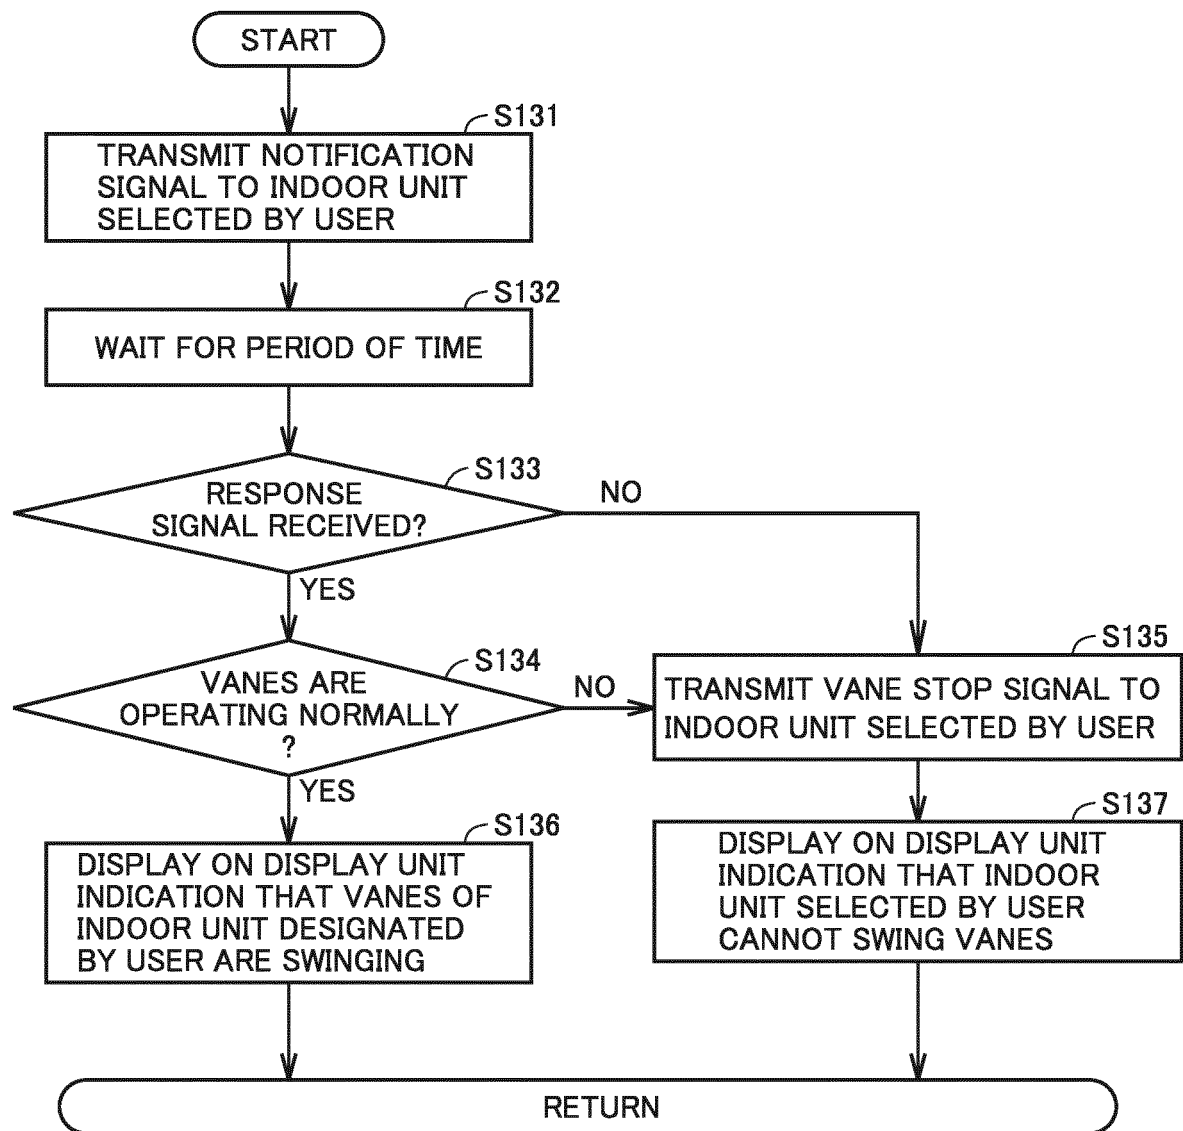 START
S131
TRANSMIT NOTIFICATION
SIGNAL TO INDOOR UNIT
SELECTED BY USER
S132
WAIT FOR PERIOD OF TIME
S133
RESPONSE
SIGNAL RECEIVED?
NO
YES
S134
VANES ARE
OPERATING NORMALLY
?
NO
YES
S135
TRANSMIT VANE STOP SIGNAL TO
INDOOR UNIT SELECTED BY USER
S136
DISPLAY ON DISPLAY UNIT
INDICATION THAT VANES OF
INDOOR UNIT DESIGNATED
BY USER ARE SWINGING
S137
DISPLAY ON DISPLAY UNIT
INDICATION THAT INDOOR
UNIT SELECTED BY USER
CANNOT SWING VANES
RETURN